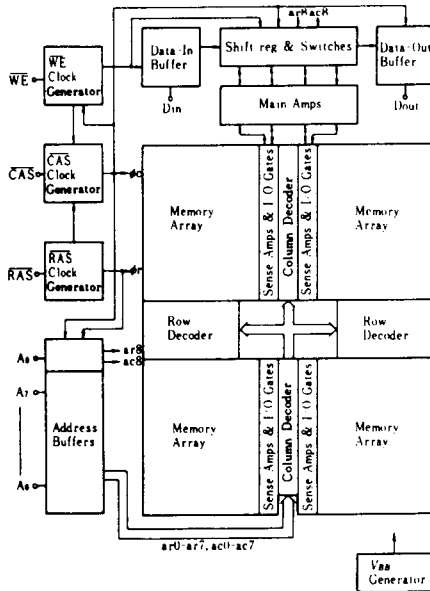 ar8ac8
WE
WE
Clock
Generator
Data-In
Buffer
Shift reg & Switches
Data-Out
Buffer
Din
Main Amps
Dout
CAS
CAS
Clock
Generator
φc
RAS
RAS
Clock
Generator
φr
Memory
Array
Sense Amps & I/O Gates
Column Decoder
Sense Amps & I/O Gates
Memory
Array
Row
Decoder
Row
Decoder
ar8
ac8
A8
A7
Address
Buffers
Memory
Array
Sense Amps & I/O Gates
Column Decoder
Sense Amps & I/O Gates
Memory
Array
ar0-ar7, ac0-ac7
VBB
Generator